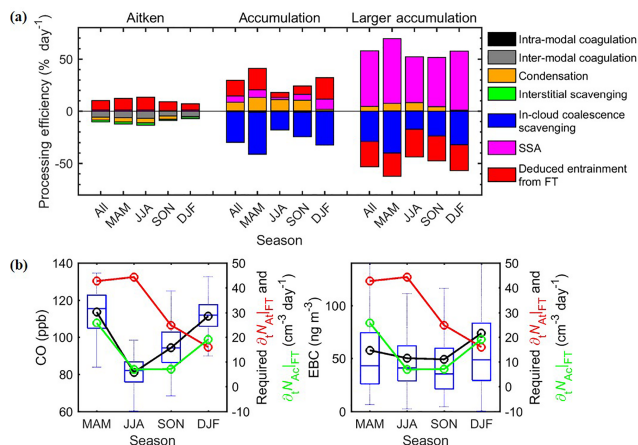 (a)
Aitken
Accumulation
Larger accumulation
Processing efficiency (% day⁻¹)
50
0
-50
All
MAM
JJA
SON
DJF
All
MAM
JJA
SON
DJF
All
MAM
JJA
SON
DJF
Season
Intra-modal coagulation
Inter-modal coagulation
Condensation
Interstitial scavenging
In-cloud coalescence
scavenging
SSA
Deduced entrainment
from FT
(b)
CO (ppb)
160
140
120
100
80
60
MAM
JJA
SON
DJF
Season
50
40
30
20
10
0
-10
Required ∂ₜN_At|FT and
∂ₜN_Ac|FT (cm⁻³ day⁻¹)
EBC (ng m⁻³)
100
50
0
MAM
JJA
SON
DJF
Season
50
40
30
20
10
0
-10
Required ∂ₜN_At|FT and
∂ₜN_Ac|FT (cm⁻³ day⁻¹)